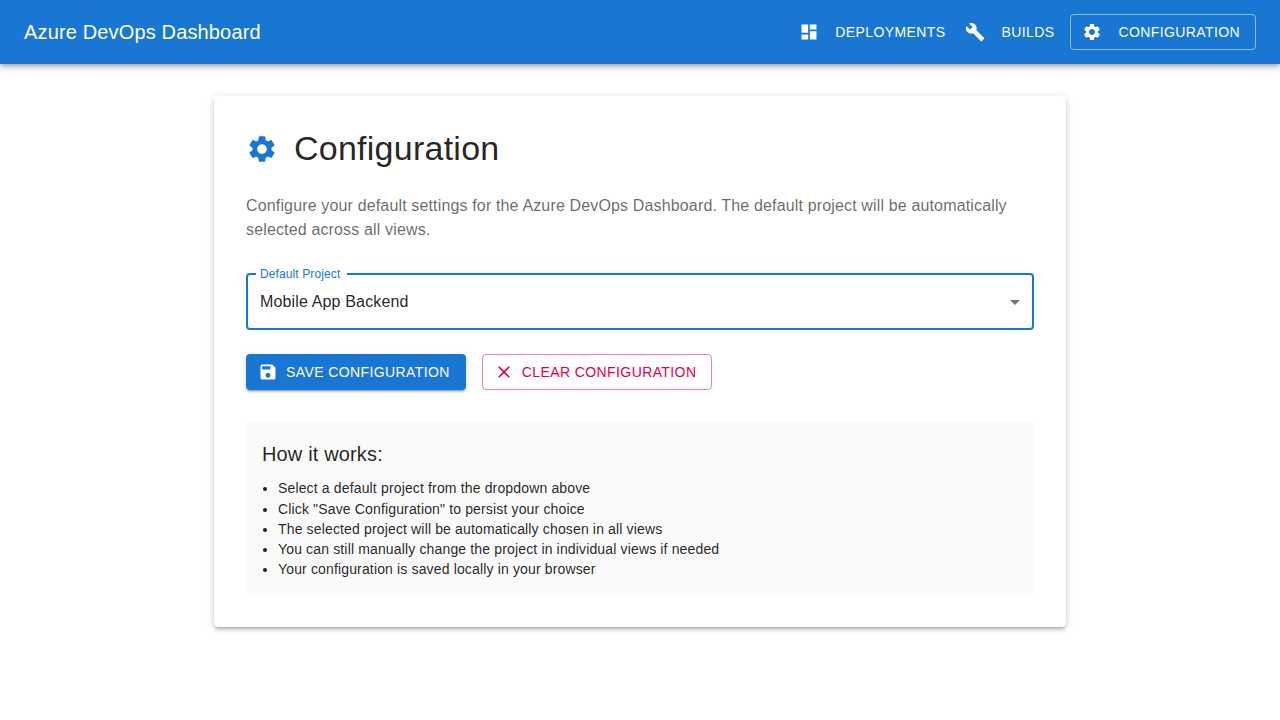 Azure DevOps Dashboard
DEPLOYMENTS
BUILDS
CONFIGURATION
Configuration
Configure your default settings for the Azure DevOps Dashboard. The default project will be automatically
selected across all views.
Default Project
Mobile App Backend
SAVE CONFIGURATION
CLEAR CONFIGURATION
How it works:
Select a default project from the dropdown above
Click "Save Configuration" to persist your choice
The selected project will be automatically chosen in all views
You can still manually change the project in individual views if needed
Your configuration is saved locally in your browser